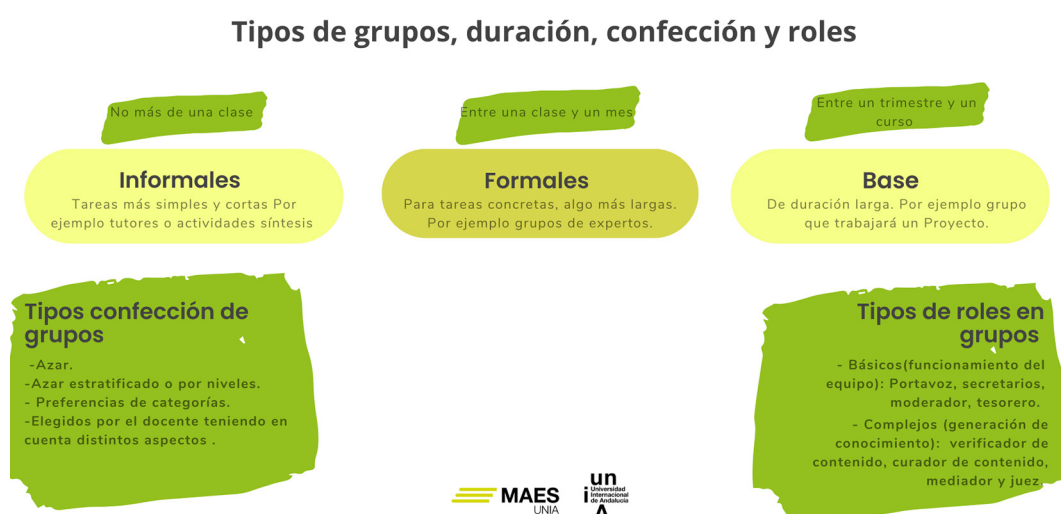 Tipos de grupos, duración, confección y roles
No más de una clase
Entre una clase y un mes
Entre un trimestre y un
curso
Informales
Tareas más simples y cortas Por
ejemplo tutores o actividades síntesis
Formales
Para tareas concretas, algo más largas.
Por ejemplo grupos de expertos.
Base
De duración larga. Por ejemplo grupo
que trabajará un Proyecto.
Tipos confección de
grupos
-Azar.
-Azar estratificado o por niveles.
- Preferencias de categorías.
-Elegidos por el docente teniendo en
cuenta distintos aspectos .
Tipos de roles en
grupos
- Básicos(funcionamiento del
equipo): Portavoz, secretarios,
moderador, tesorero.
- Complejos (generación de
conocimiento): verificador de
contenido, curador de contenido,
mediador y juez.
MAES
UNIA
un
i
Universidad
Internacional
de Andalucía
A